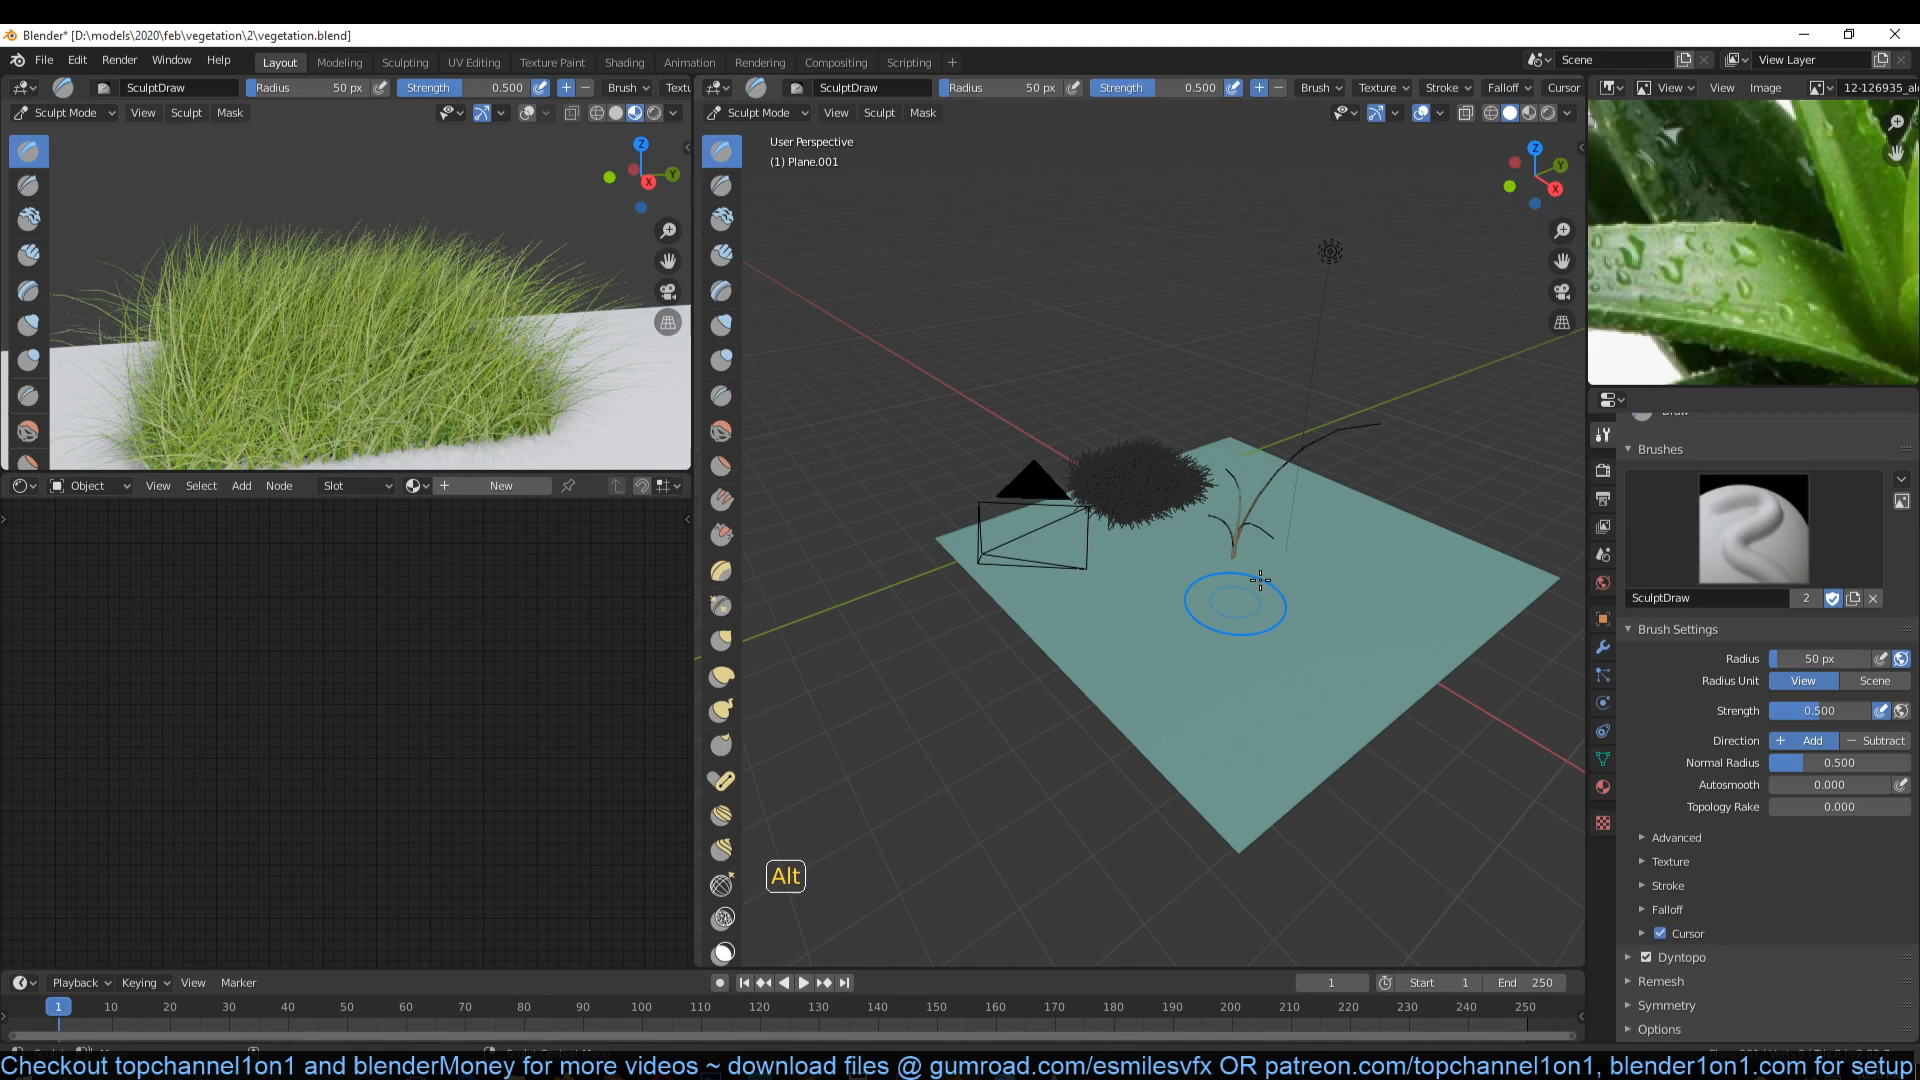 Blender* [D:\models\2020\feb\vegetation\2\vegetation.blend]
File Edit Render Window Help Layout Modeling Sculpting UV Editing Texture Paint Shading Animation Rendering Compositing Scripting + Scene View Layer
SculptDraw Radius 50 px Strength 0.500 + − Brush Textu
SculptDraw Radius 50 px Strength 0.500 + − Brush Texture Stroke Falloff Cursor
View View Image 12-126935_al
Sculpt Mode View Sculpt Mask
Sculpt Mode View Sculpt Mask
User Perspective
(1) Plane.001
Z
Y
X
Z
Y
X
Brushes
SculptDraw 2
Brush Settings
Radius 50 px
Radius Unit View Scene
Strength 0.500
Direction + Add − Subtract
Normal Radius 0.500
Autosmooth 0.000
Topology Rake 0.000
Advanced
Texture
Stroke
Falloff
Cursor
Dyntopo
Remesh
Symmetry
Options
Object View Select Add Node Slot + New
Alt
Playback Keying View Marker 1 Start 1 End 250
1 10 20 30 40 50 60 70 80 90 100 110 120 130 140 150 160 170 180 190 200 210 220 230 240 250
Checkout topchannel1on1 and blenderMoney for more videos ~ download files @ gumroad.com/esmilesvfx OR patreon.com/topchannel1on1, blender1on1.com for setup